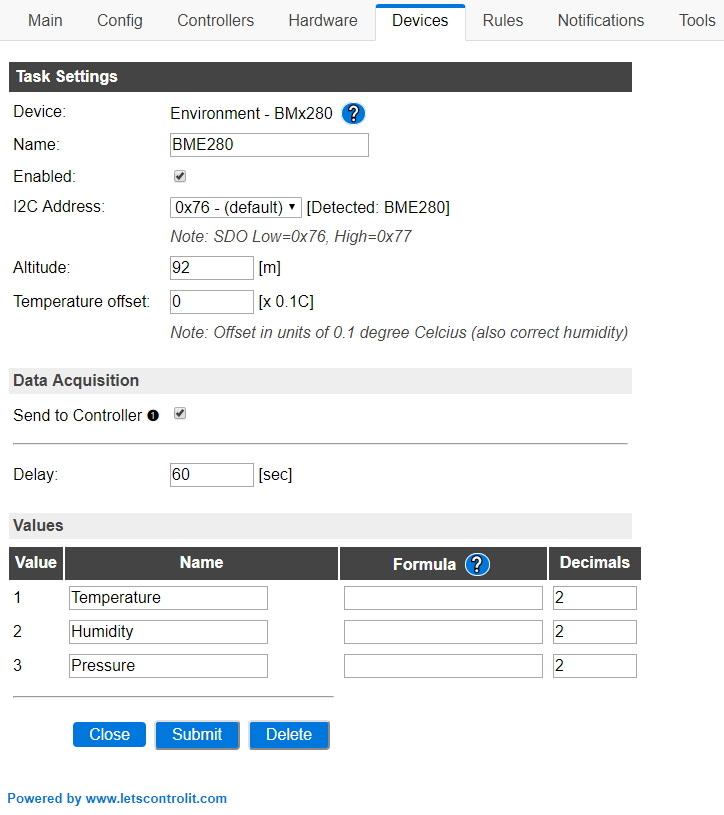 Main Config Controllers Hardware Devices Rules Notifications Tools
Task Settings
Device: Environment - BMx280 ?
Name: BME280
Enabled:
I2C Address: 0x76 - (default) [Detected: BME280]
Note: SDO Low=0x76, High=0x77
Altitude: 92 [m]
Temperature offset: 0 [x 0.1C]
Note: Offset in units of 0.1 degree Celcius (also correct humidity)
Data Acquisition
Send to Controller ❶
Delay: 60 [sec]
Values
Value Name Formula ? Decimals
1 Temperature 2
2 Humidity 2
3 Pressure 2
Close Submit Delete
Powered by www.letscontrolit.com